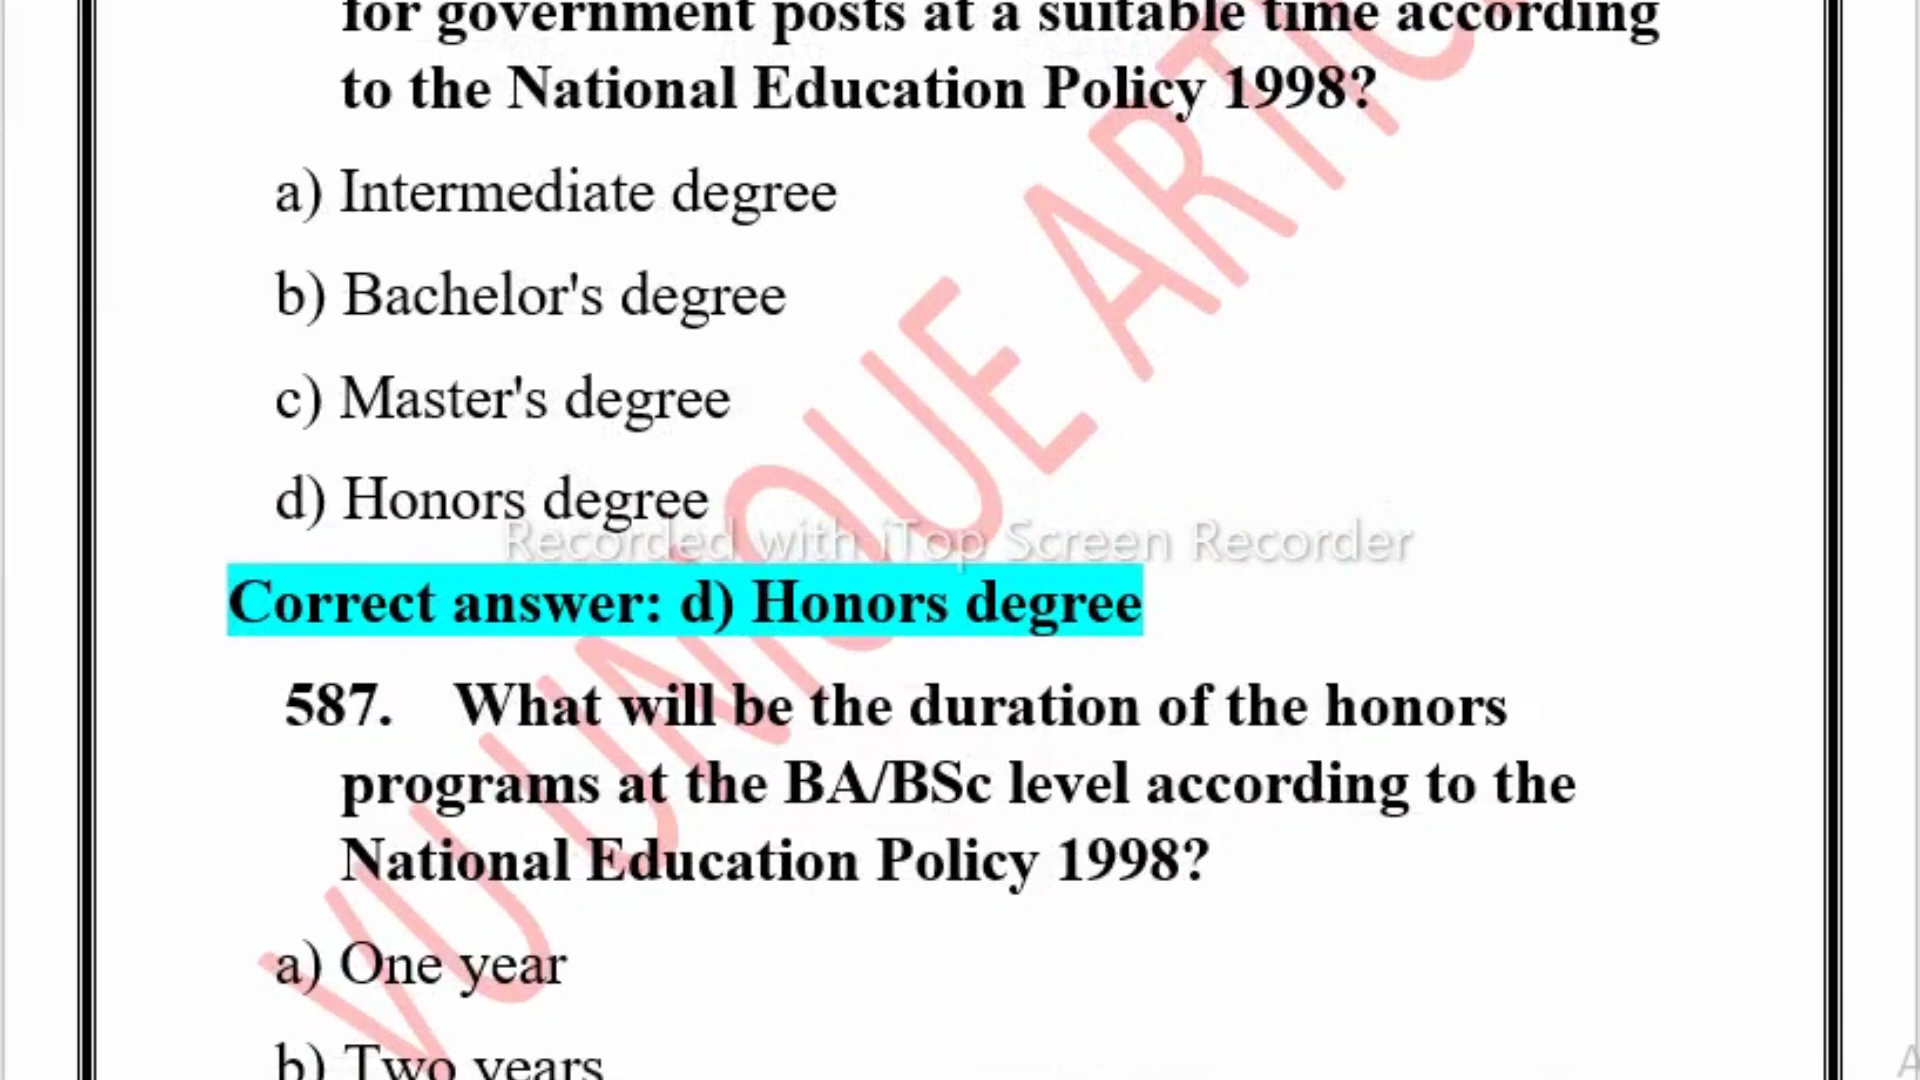 for government posts at a suitable time according
to the National Education Policy 1998?
a) Intermediate degree
b) Bachelor's degree
c) Master's degree
d) Honors degree
Recorded with iTop Screen Recorder
Correct answer: d) Honors degree
587. What will be the duration of the honors
programs at the BA/BSc level according to the
National Education Policy 1998?
a) One year
b) Two years
VU UNIQUE